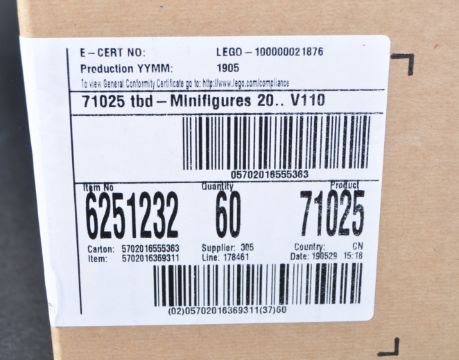 E-CERT NO: LEGO-100000021876
Production YYMM: 1905
To view General Conformity Certificate go to: http://www.lego.com/compliance
71025 tbd-Minifigures 20.. V110
05702016555363
Item No Quantity Product
6251232 60 71025
Carton: 5702016555363 Supplier: 305 Country: CN
Item: 5702016369311 Line: 178461 Date: 190529 15:18
(02)05702016369311(37)60